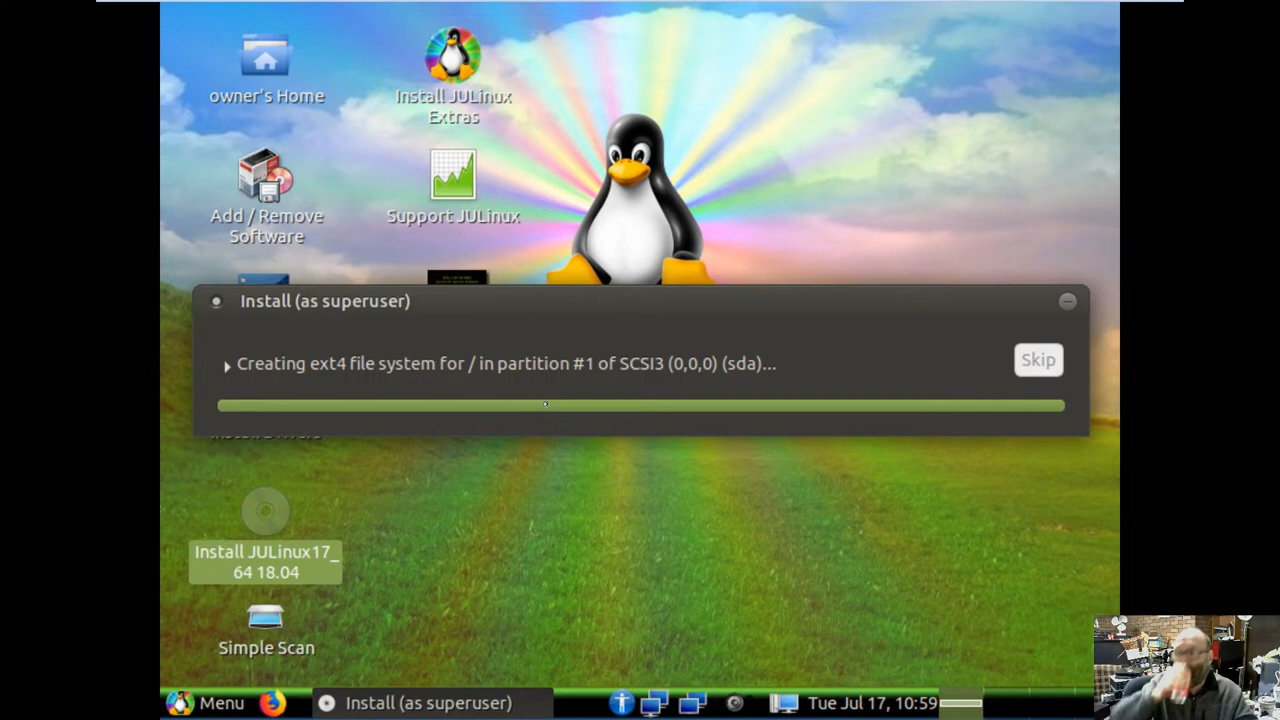 owner's Home
Install JULinux
Extras
Add / Remove
Software
Support JULinux
Install (as superuser)
Creating ext4 file system for / in partition #1 of SCSI3 (0,0,0) (sda)...
Skip
Install JULinux17_
64 18.04
Simple Scan
Menu
Install (as superuser)
Tue Jul 17, 10:59